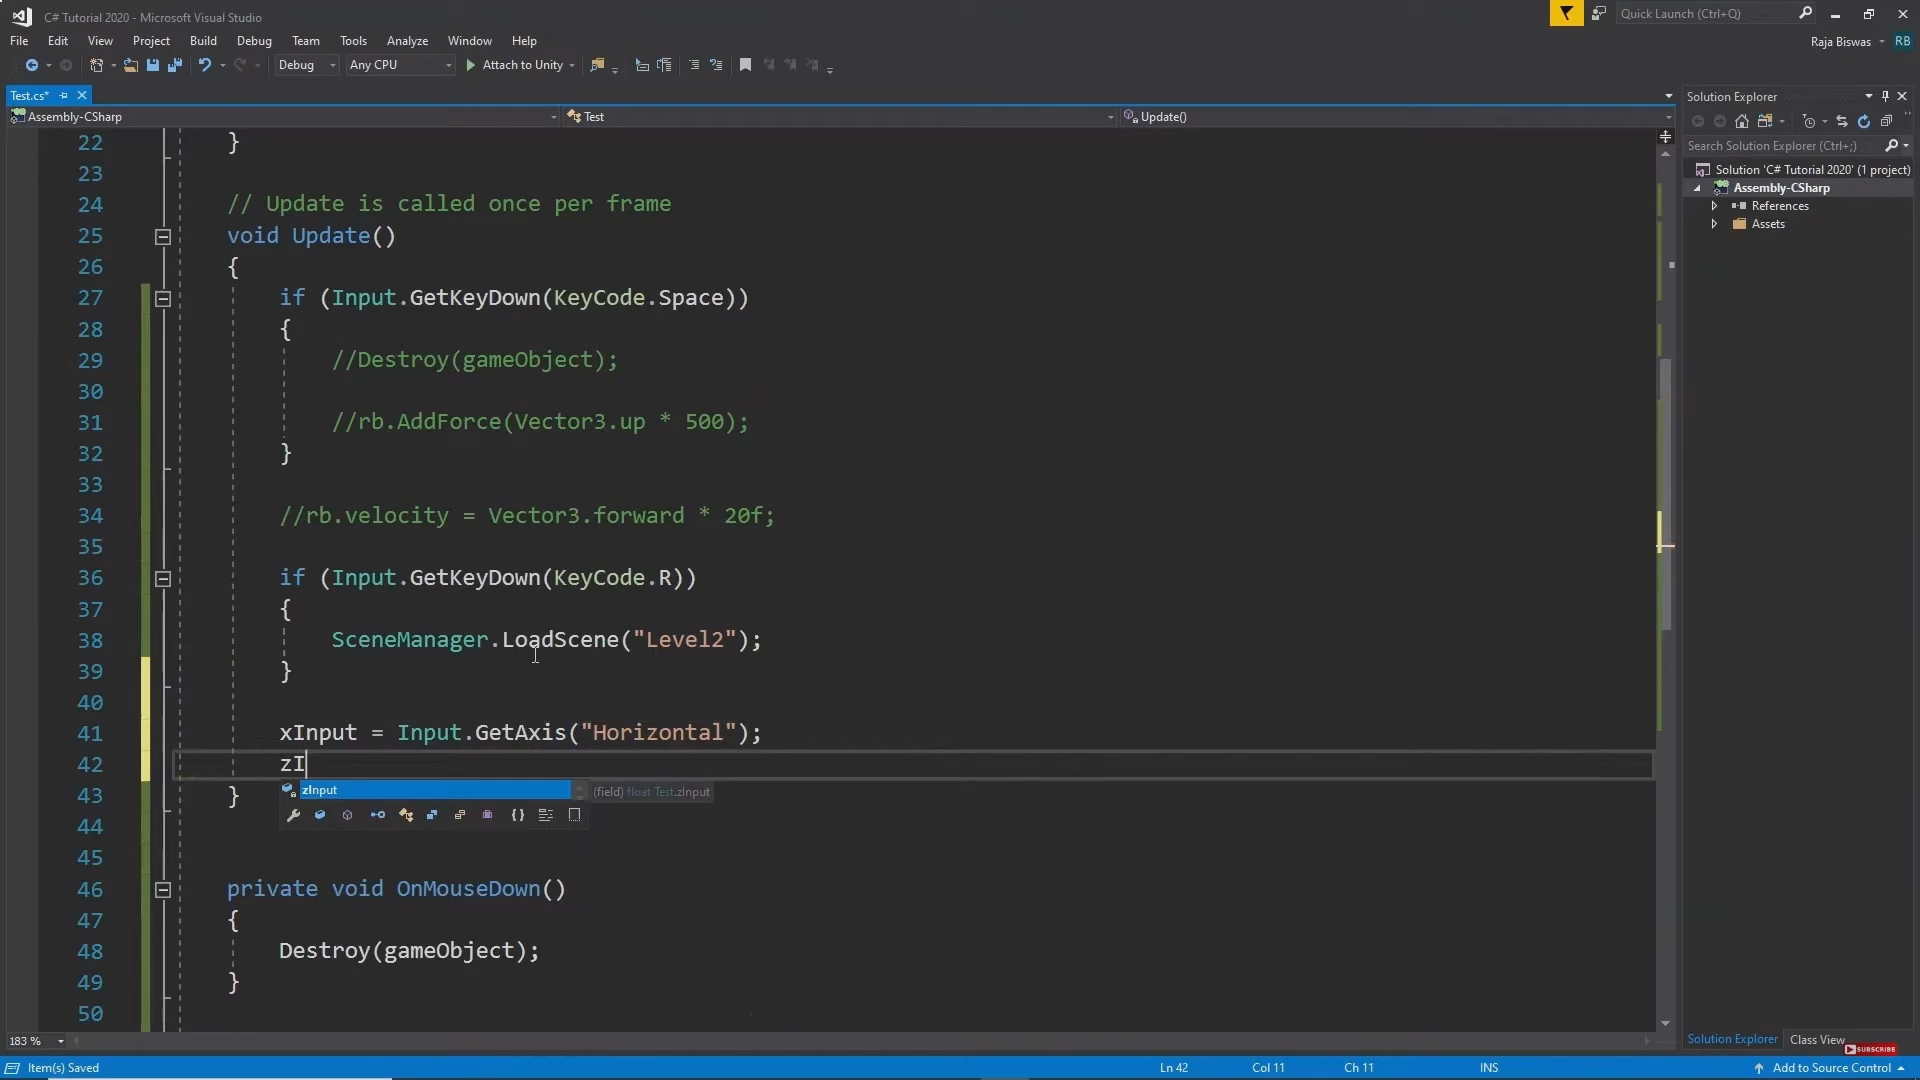 C# Tutorial 2020 - Microsoft Visual Studio
Quick Launch (Ctrl+Q)
File Edit View Project Build Debug Team Tools Analyze Window Help
Raja Biswas RB
Debug Any CPU Attach to Unity
Test.cs*
Assembly-CSharp Test Update()
22 }
23
24 // Update is called once per frame
25 void Update()
26 {
27 if (Input.GetKeyDown(KeyCode.Space))
28 {
29 //Destroy(gameObject);
30
31 //rb.AddForce(Vector3.up * 500);
32 }
33
34 //rb.velocity = Vector3.forward * 20f;
35
36 if (Input.GetKeyDown(KeyCode.R))
37 {
38 SceneManager.LoadScene("Level2");
39 }
40
41 xInput = Input.GetAxis("Horizontal");
42 zI
zInput (field) float Test.zInput
43 }
44
45
46 private void OnMouseDown()
47 {
48 Destroy(gameObject);
49 }
50
Solution Explorer
Search Solution Explorer (Ctrl+;)
Solution 'C# Tutorial 2020' (1 project)
Assembly-CSharp
References
Assets
183 %
Solution Explorer Class View
SUBSCRIBE
Item(s) Saved Ln 42 Col 11 Ch 11 INS Add to Source Control